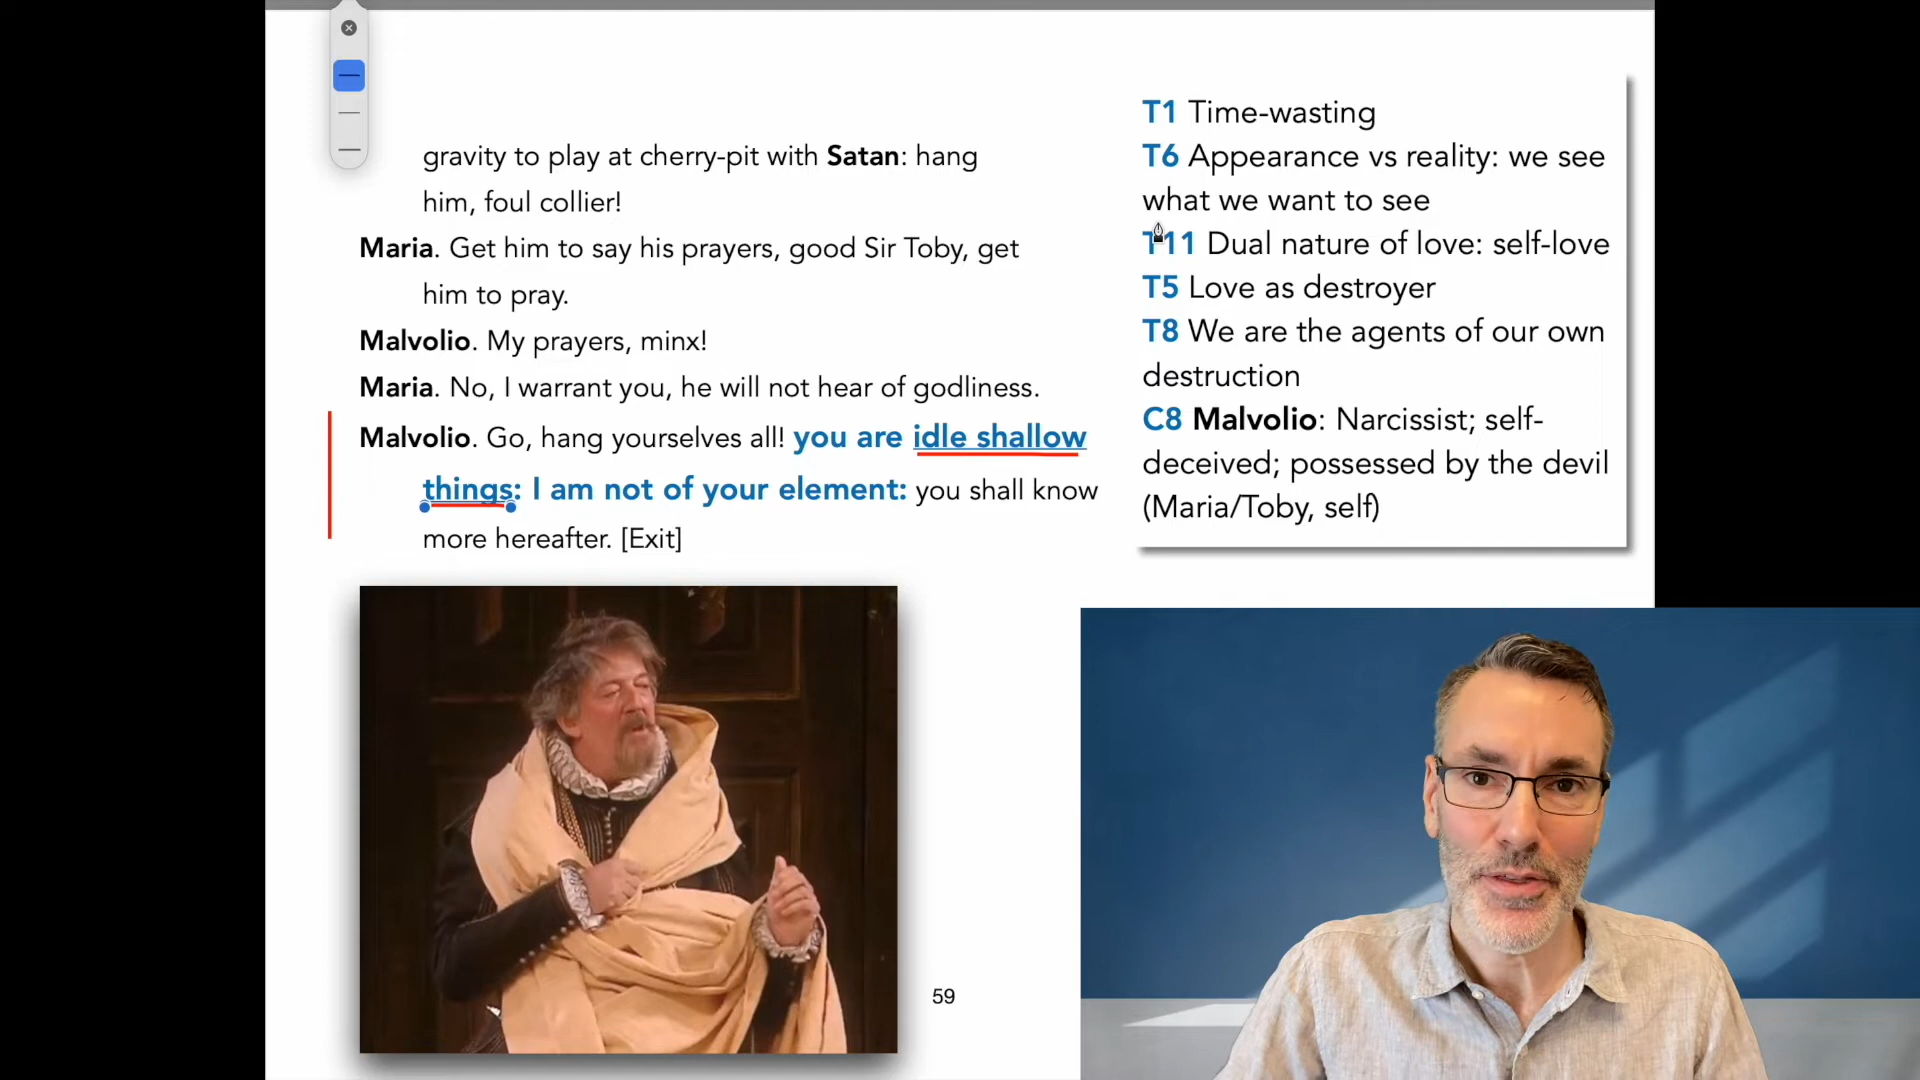 gravity to play at cherry-pit with Satan: hang
him, foul collier!
Maria. Get him to say his prayers, good Sir Toby, get
him to pray.
Malvolio. My prayers, minx!
Maria. No, I warrant you, he will not hear of godliness.
Malvolio. Go, hang yourselves all! you are idle shallow
things: I am not of your element: you shall know
more hereafter. [Exit]
59
T1 Time-wasting
T6 Appearance vs reality: we see
what we want to see
T11 Dual nature of love: self-love
T5 Love as destroyer
T8 We are the agents of our own
destruction
C8 Malvolio: Narcissist; self-
deceived; possessed by the devil
(Maria/Toby, self)